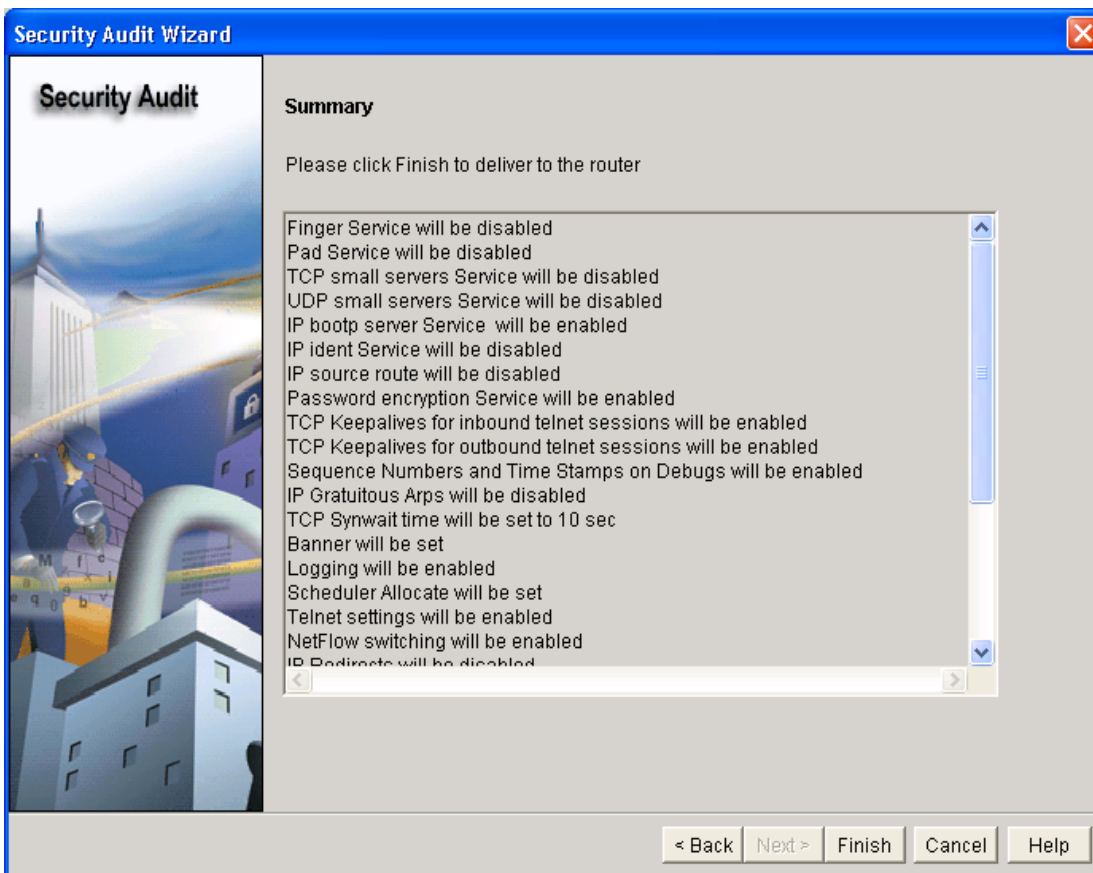 Security Audit Wizard
Security Audit
Summary
Please click Finish to deliver to the router
Finger Service will be disabled
Pad Service will be disabled
TCP small servers Service will be disabled
UDP small servers Service will be disabled
IP bootp server Service  will be enabled
IP ident Service will be disabled
IP source route will be disabled
Password encryption Service will be enabled
TCP Keepalives for inbound telnet sessions will be enabled
TCP Keepalives for outbound telnet sessions will be enabled
Sequence Numbers and Time Stamps on Debugs will be enabled
IP Gratuitous Arps will be disabled
TCP Synwait time will be set to 10 sec
Banner will be set
Logging will be enabled
Scheduler Allocate will be set
Telnet settings will be enabled
NetFlow switching will be enabled
IP Redirects will be disabled
< Back Next > Finish Cancel Help